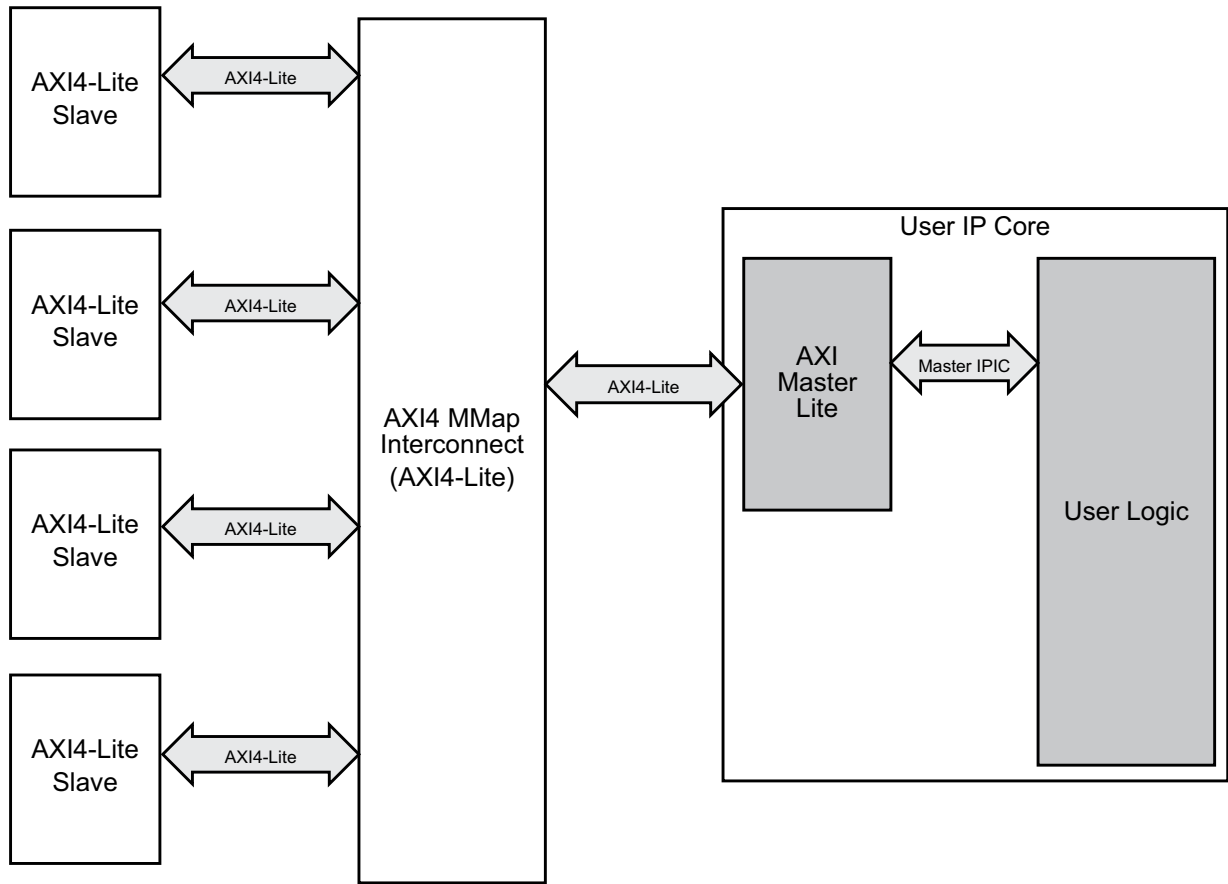 AXI4-Lite
Slave
AXI4-Lite
AXI4-Lite
Slave
AXI4-Lite
AXI4-Lite
Slave
AXI4-Lite
AXI4-Lite
Slave
AXI4-Lite
AXI4 MMap
Interconnect
(AXI4-Lite)
AXI4-Lite
User IP Core
AXI
Master
Lite
Master IPIC
User Logic